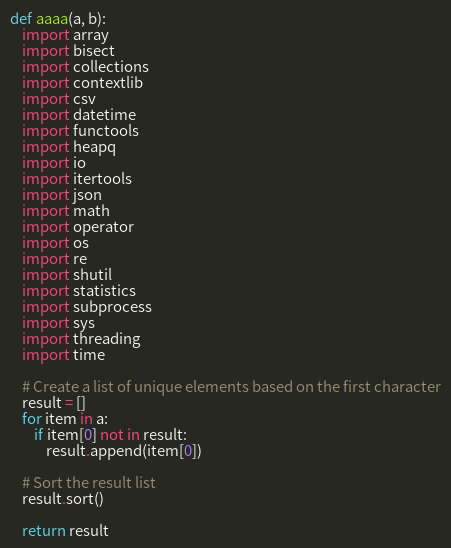 def aaaa(a, b):
    import array
    import bisect
    import collections
    import contextlib
    import csv
    import datetime
    import functools
    import heapq
    import io
    import itertools
    import json
    import math
    import operator
    import os
    import re
    import shutil
    import statistics
    import subprocess
    import sys
    import threading
    import time

    # Create a list of unique elements based on the first character
    result = []
    for item in a:
        if item[0] not in result:
            result.append(item[0])

    # Sort the result list
    result.sort()

    return result